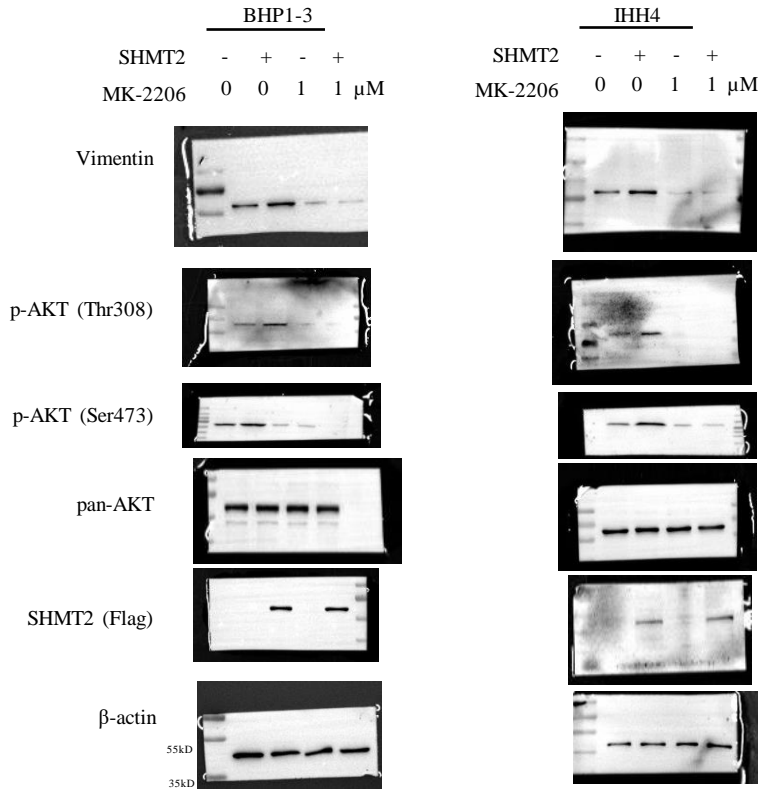 BHP1-3 IHH4
SHMT2 - + - + SHMT2 - + - +
MK-2206 0 0 1 1 µM MK-2206 0 0 1 1 µM
Vimentin
p-AKT (Thr308)
p-AKT (Ser473)
pan-AKT
SHMT2 (Flag)
β-actin
55kD
35kD